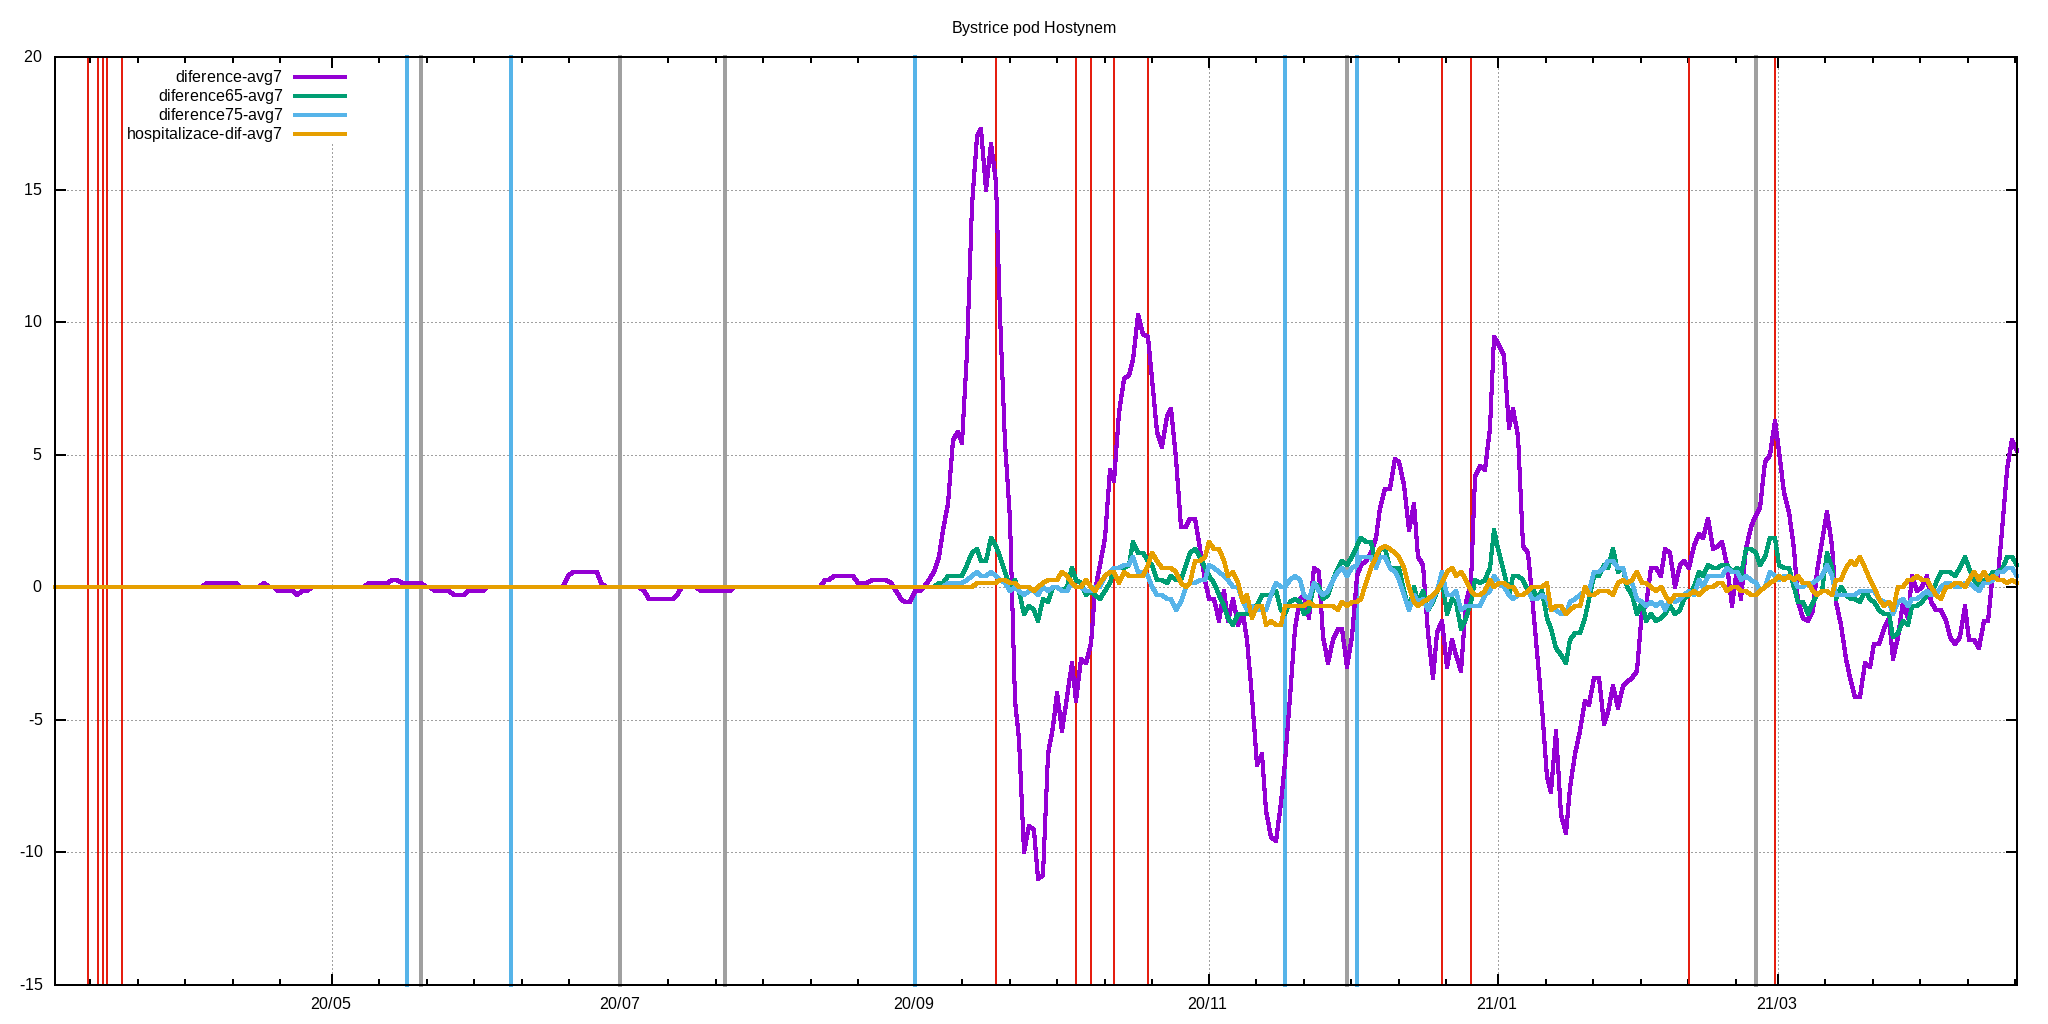 Bystrice pod Hostynem
20
15
10
5
0
-5
-10
-15
diference-avg7
diference65-avg7
diference75-avg7
hospitalizace-dif-avg7
20/05 20/07 20/09 20/11 21/01 21/03